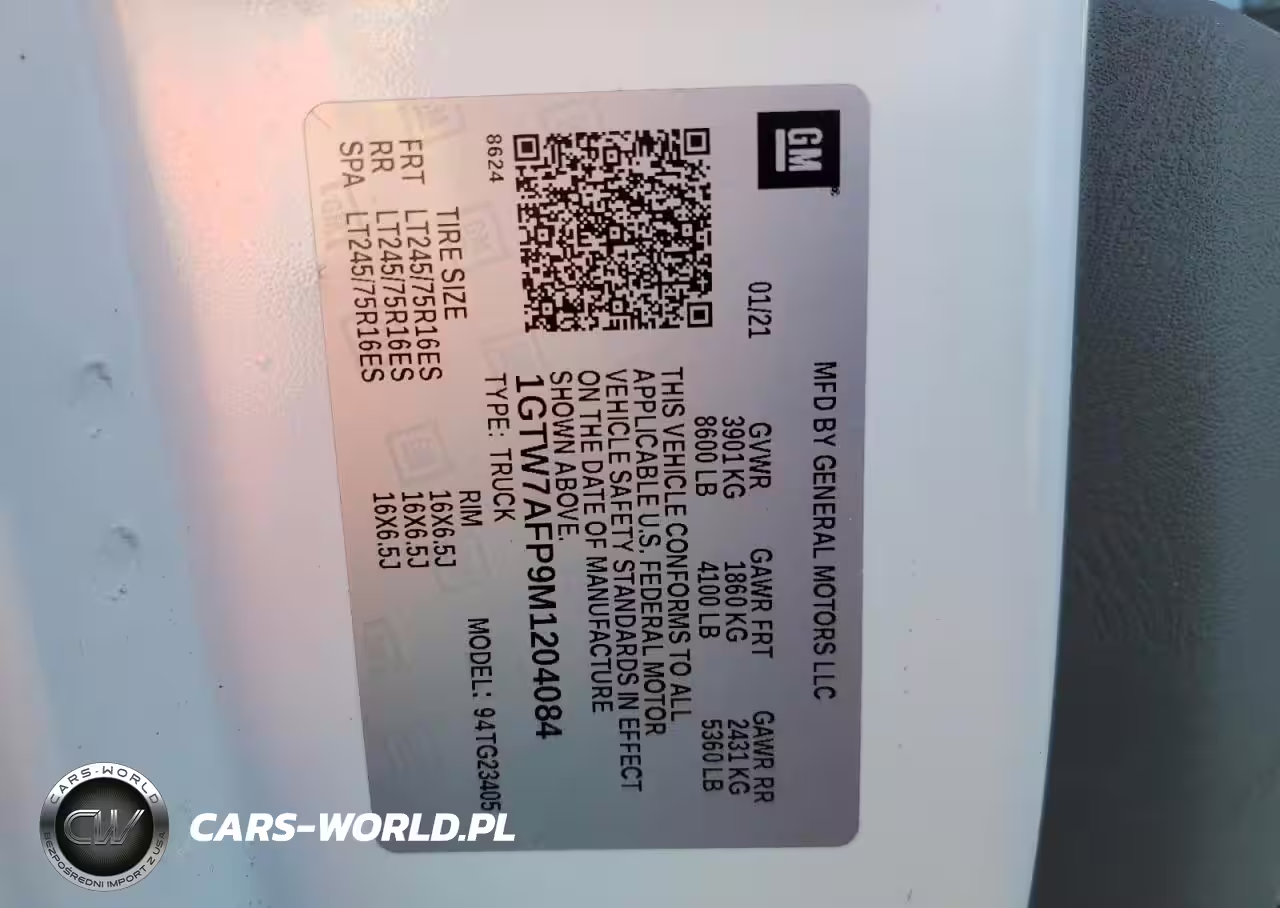 GM
MFD BY GENERAL MOTORS LLC
01/21 GVWR GAWR FRT GAWR RR
3901 KG 1860 KG 2431 KG
8600 LB 4100 LB 5360 LB
THIS VEHICLE CONFORMS TO ALL
APPLICABLE U.S. FEDERAL MOTOR
VEHICLE SAFETY STANDARDS IN EFFECT
ON THE DATE OF MANUFACTURE
SHOWN ABOVE.
1GTW7AFP9M1204084
8624 TYPE: TRUCK MODEL: 94TG23405
TIRE SIZE RIM
FRT LT245/75R16ES 16X6.5J
RR LT245/75R16ES 16X6.5J
SPA LT245/75R16ES 16X6.5J
CARS-WORLD
CW
BEZPOŚREDNI IMPORT Z USA
CARS-WORLD.PL